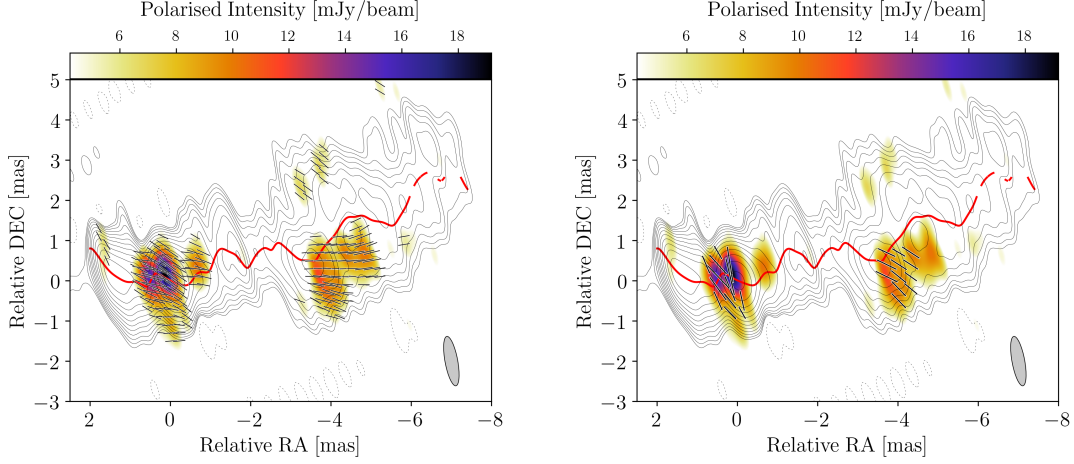 Polarised Intensity [mJy/beam]
6 8 10 12 14 16 18
5
4
3
2
1
0
−1
−2
−3
Relative DEC [mas]
2 0 −2 −4 −6 −8
Relative RA [mas]
Polarised Intensity [mJy/beam]
6 8 10 12 14 16 18
5
4
3
2
1
0
−1
−2
−3
Relative DEC [mas]
2 0 −2 −4 −6 −8
Relative RA [mas]